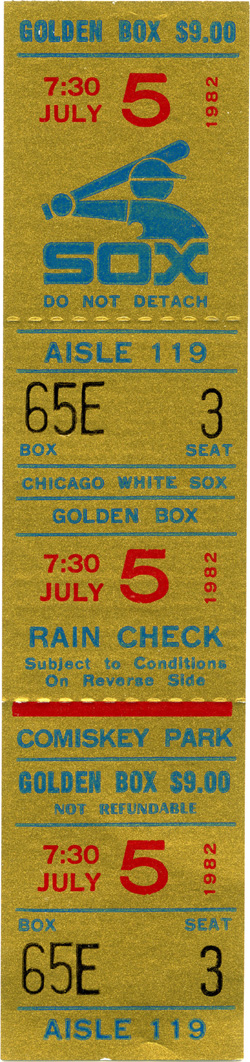 GOLDEN BOX $9.00
7:30
JULY 5 1982
SOX
DO NOT DETACH
AISLE 119
65E 3
BOX SEAT
CHICAGO WHITE SOX
GOLDEN BOX
7:30
JULY 5 1982
RAIN CHECK
Subject to Conditions
On Reverse Side
COMISKEY PARK
GOLDEN BOX $9.00
NOT REFUNDABLE
7:30
JULY 5 1982
BOX SEAT
65E 3
AISLE 119